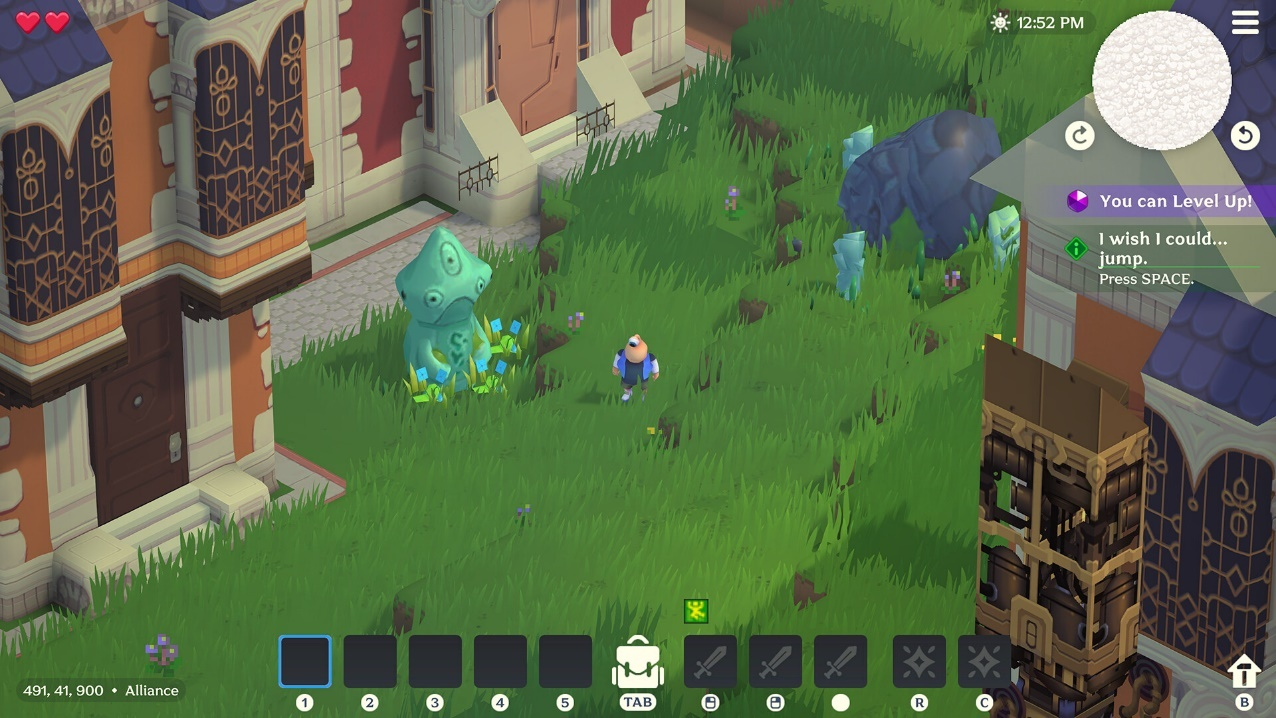 12:52 PM
You can Level Up!
I wish I could...
jump.
Press SPACE.
491, 41, 900 • Alliance
1
2
3
4
5
TAB
R
C
B